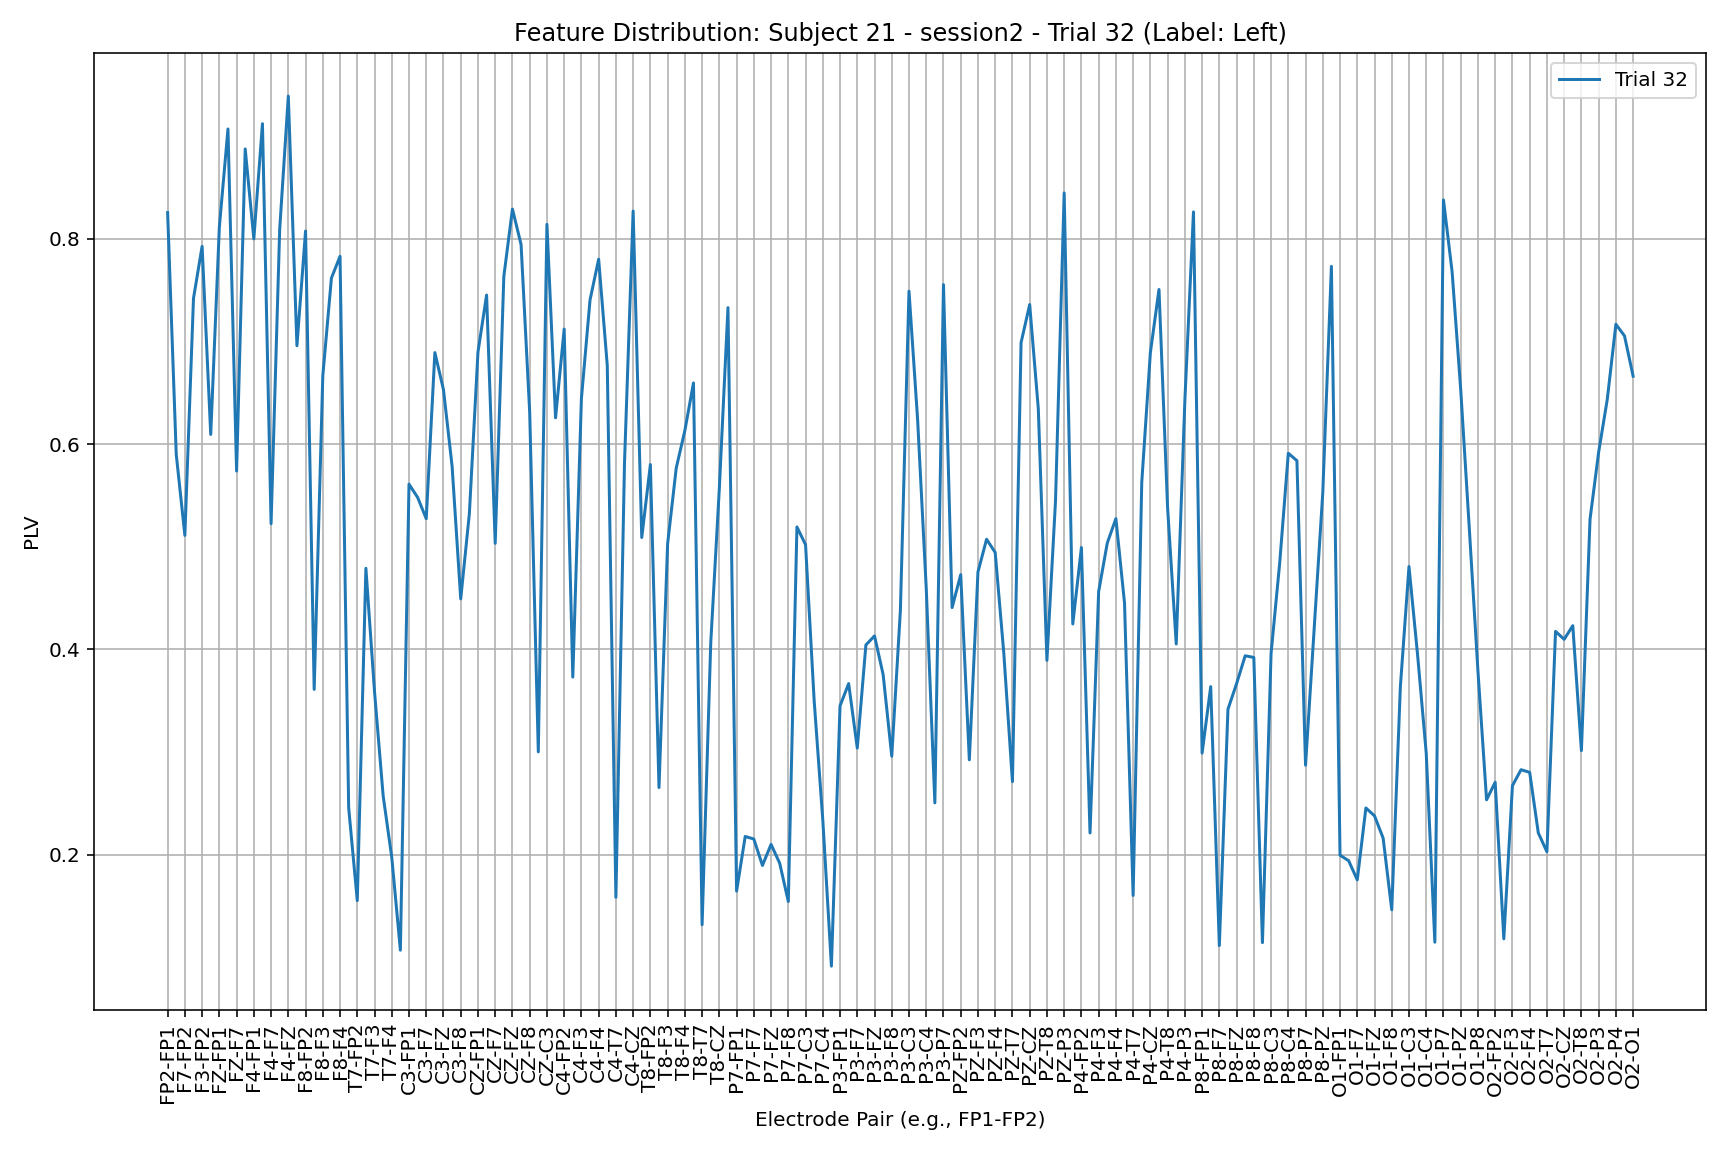 Feature Distribution: Subject 21 - session2 - Trial 32 (Label: Left)
Trial 32
PLV
0.8
0.6
0.4
0.2
FP2-FP1
F7-FP2
F3-FP2
FZ-FP1
FZ-F7
F4-FP1
F4-F7
F4-FZ
F8-FP2
F8-F3
F8-F4
T7-FP2
T7-F3
T7-F4
C3-FP1
C3-F7
C3-FZ
C3-F8
CZ-FP1
CZ-F7
CZ-FZ
CZ-F8
CZ-C3
C4-FP2
C4-F3
C4-F4
C4-T7
C4-CZ
T8-FP2
T8-F3
T8-F4
T8-T7
T8-CZ
P7-FP1
P7-F7
P7-FZ
P7-F8
P7-C3
P7-C4
P3-FP1
P3-F7
P3-FZ
P3-F8
P3-C3
P3-C4
P3-P7
PZ-FP2
PZ-F3
PZ-F4
PZ-T7
PZ-CZ
PZ-T8
PZ-P3
P4-FP2
P4-F3
P4-F4
P4-T7
P4-CZ
P4-T8
P4-P3
P8-FP1
P8-F7
P8-FZ
P8-F8
P8-C3
P8-C4
P8-P7
P8-PZ
O1-FP1
O1-F7
O1-FZ
O1-F8
O1-C3
O1-C4
O1-P7
O1-PZ
O1-P8
O2-FP2
O2-F3
O2-F4
O2-T7
O2-CZ
O2-T8
O2-P3
O2-P4
O2-O1
Electrode Pair (e.g., FP1-FP2)